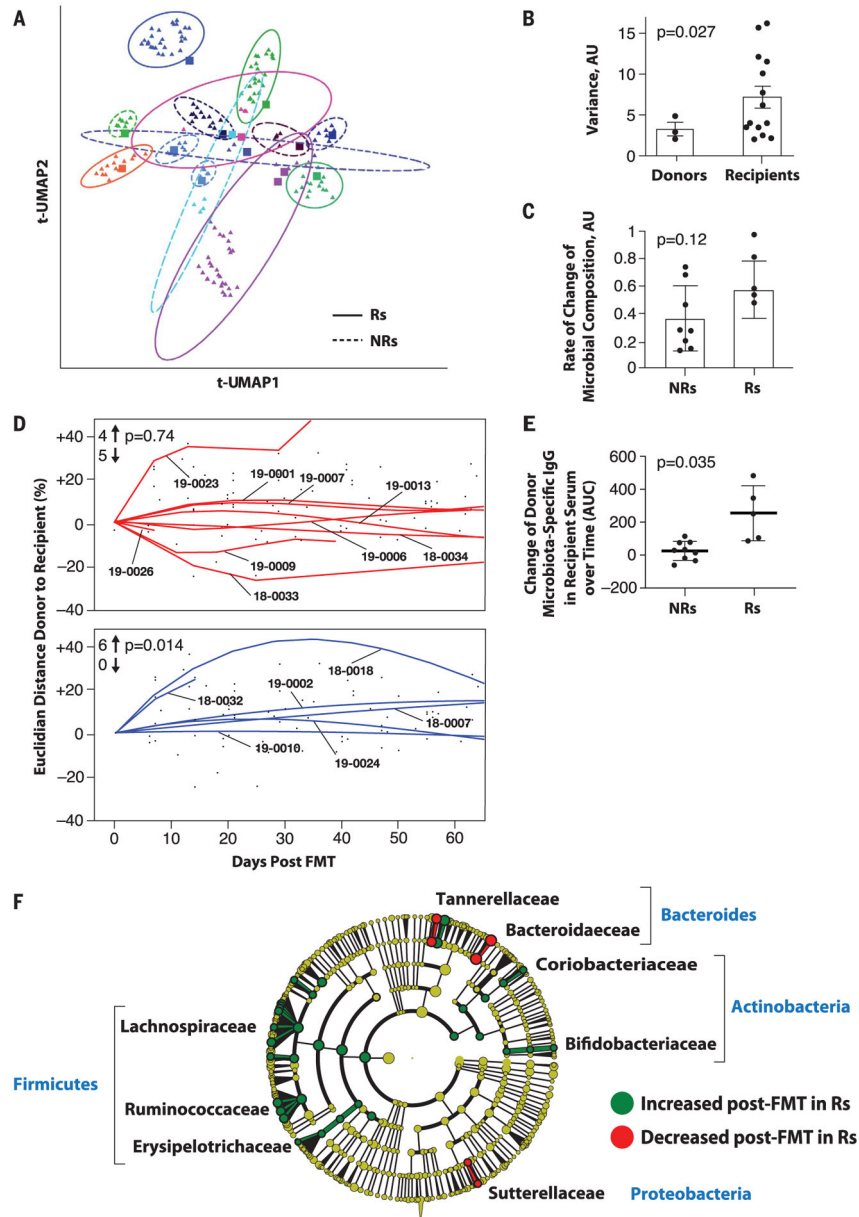 A
t-UMAP2
t-UMAP1
Rs
NRs
B
p=0.027
Variance, AU
15
10
5
0
Donors
Recipients
C
p=0.12
Rate of Change of
Microbial Composition, AU
1
0.8
0.6
0.4
0.2
0
NRs
Rs
D
Euclidian Distance Donor to Recipient (%)
+40
+20
0
−20
−40
4 ↑ p=0.74
5 ↓
19-0023
19-0001
19-0007
19-0013
19-0026
19-0009
18-0033
19-0006
18-0034
+40
+20
0
−20
−40
6 ↑ p=0.014
0 ↓
18-0018
18-0032
19-0002
18-0007
19-0010
19-0024
0
10
20
30
40
50
60
Days Post FMT
E
p=0.035
Change of Donor
Microbiota-Specific IgG
in Recipient Serum
over Time (AUC)
600
400
200
0
−200
NRs
Rs
F
Tannerellaceae
Bacteroidaeceae
Bacteroides
Coriobacteriaceae
Actinobacteria
Bifidobacteriaceae
Lachnospiraceae
Firmicutes
Ruminococcaceae
Erysipelotrichaceae
Increased post-FMT in Rs
Decreased post-FMT in Rs
Sutterellaceae
Proteobacteria